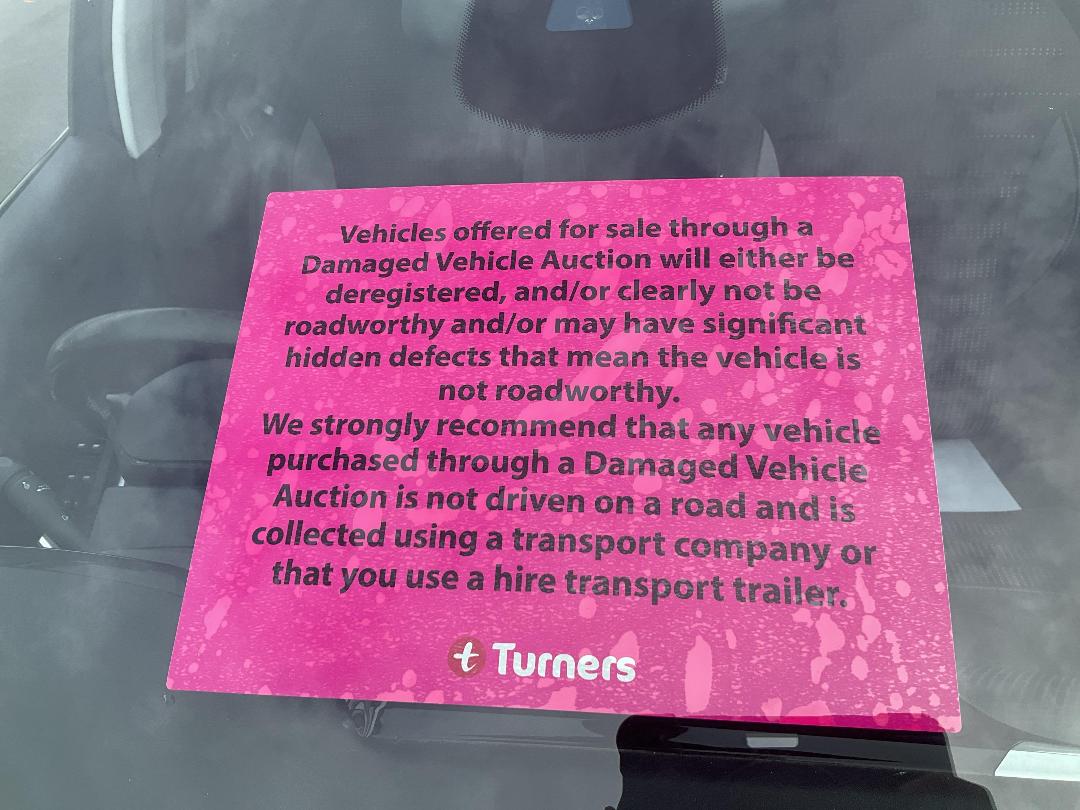 Vehicles offered for sale through a
Damaged Vehicle Auction will either be
deregistered, and/or clearly not be
roadworthy and/or may have significant
hidden defects that mean the vehicle is
not roadworthy.
We strongly recommend that any vehicle
purchased through a Damaged Vehicle
Auction is not driven on a road and is
collected using a transport company or
that you use a hire transport trailer.
t Turners